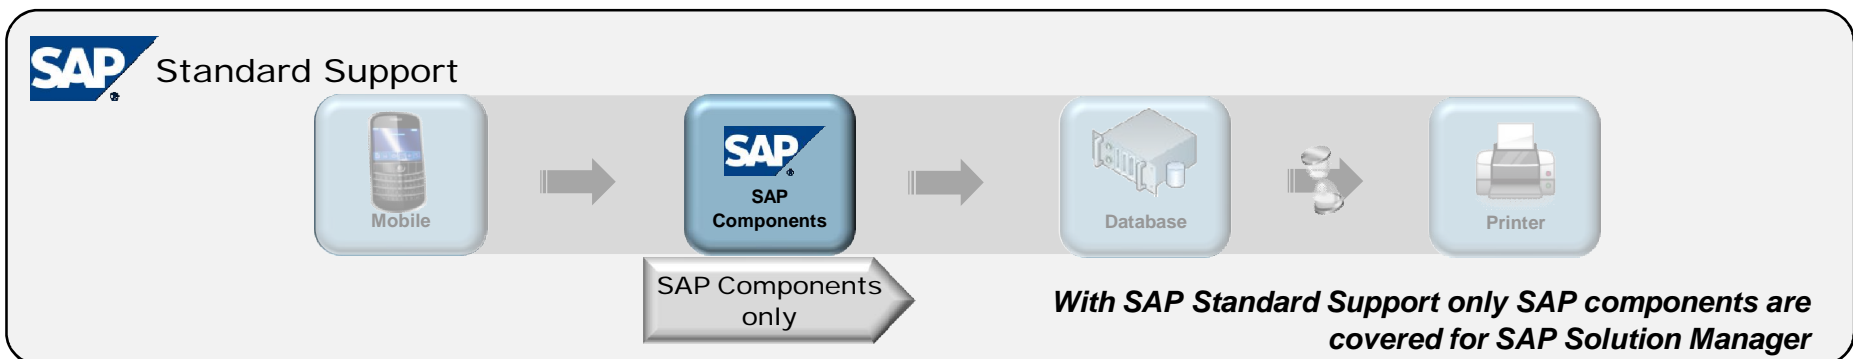 SAP ®
Standard Support
Mobile
SAP ®
SAP
Components
Database
Printer
SAP Components
only
With SAP Standard Support only SAP components are
covered for SAP Solution Manager